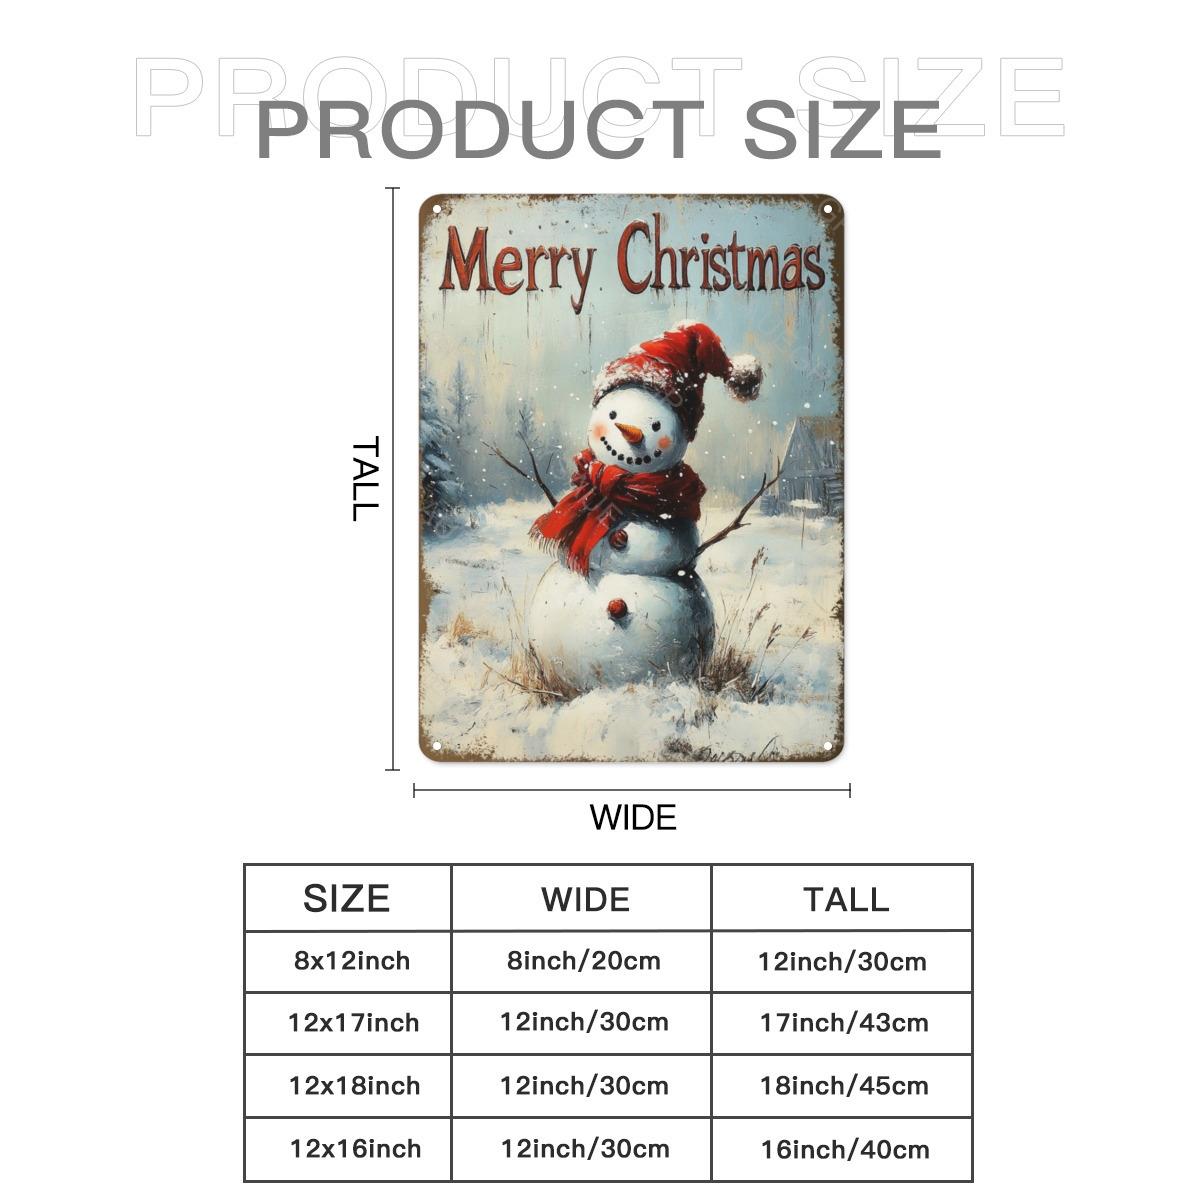 PRODUCT SIZE
PRODUCT SIZE
Merry Christmas
TALL
WIDE
SIZE WIDE TALL
8x12inch 8inch/20cm 12inch/30cm
12x17inch 12inch/30cm 17inch/43cm
12x18inch 12inch/30cm 18inch/45cm
12x16inch 12inch/30cm 16inch/40cm